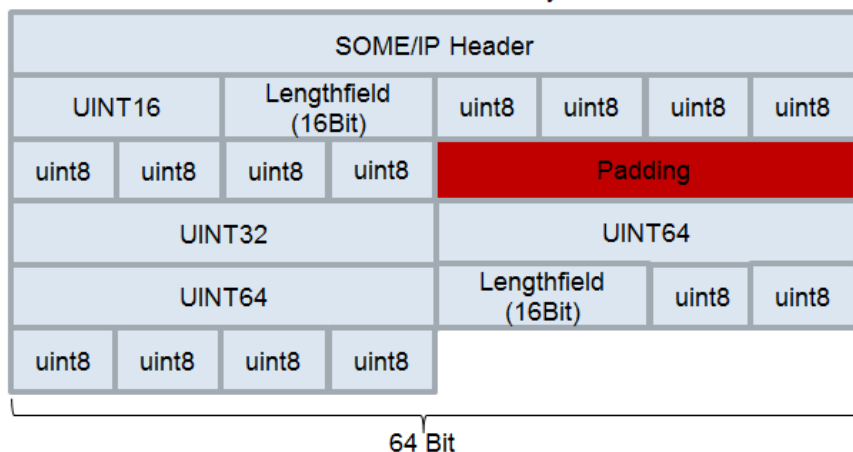 SOME/IP Header
UINT16 Lengthfield (16Bit) uint8 uint8 uint8 uint8
uint8 uint8 uint8 uint8 Padding
UINT32 UINT64
UINT64 Lengthfield (16Bit) uint8 uint8
uint8 uint8 uint8 uint8
64 Bit